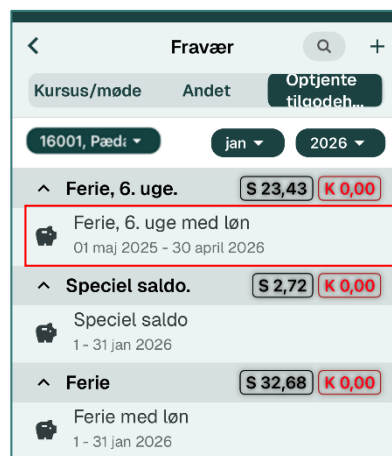 Fravær
Kursus/møde Andet Optjente
tilgodeh...
16001, Pæda jan 2026
Ferie, 6. uge. S 23,43 K 0,00
Ferie, 6. uge med løn
01 maj 2025 - 30 april 2026
Speciel saldo. S 2,72 K 0,00
Speciel saldo
1 - 31 jan 2026
Ferie S 32,68 K 0,00
Ferie med løn
1 - 31 jan 2026